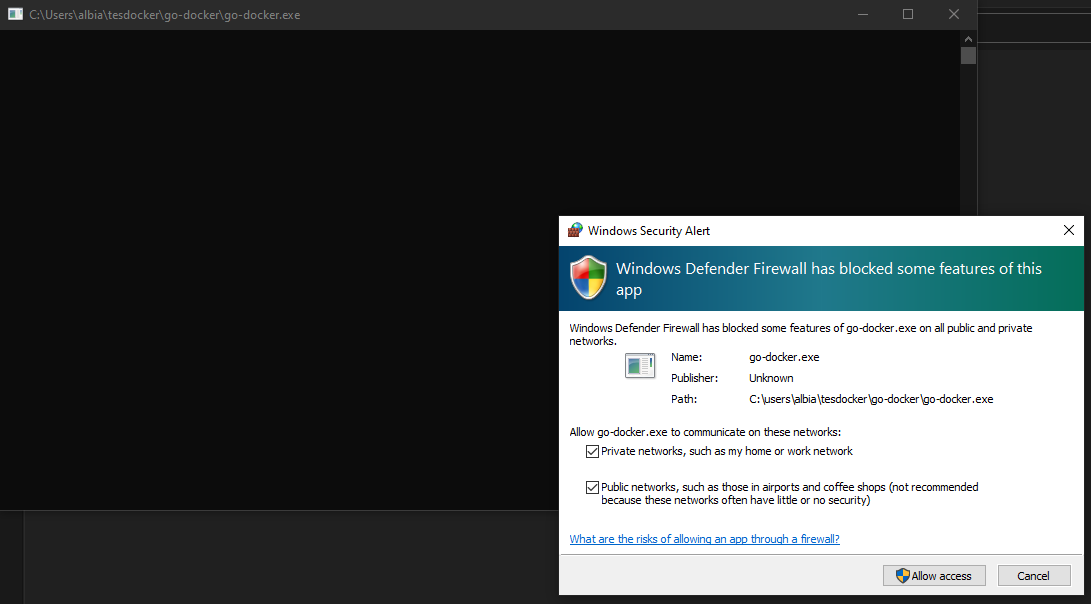 C:\Users\albia\tesdocker\go-docker\go-docker.exe
Windows Security Alert
Windows Defender Firewall has blocked some features of this
app
Windows Defender Firewall has blocked some features of go-docker.exe on all public and private
networks.
Name: go-docker.exe
Publisher: Unknown
Path: C:\users\albia\tesdocker\go-docker\go-docker.exe
Allow go-docker.exe to communicate on these networks:
Private networks, such as my home or work network
Public networks, such as those in airports and coffee shops (not recommended
because these networks often have little or no security)
What are the risks of allowing an app through a firewall?
Allow access Cancel